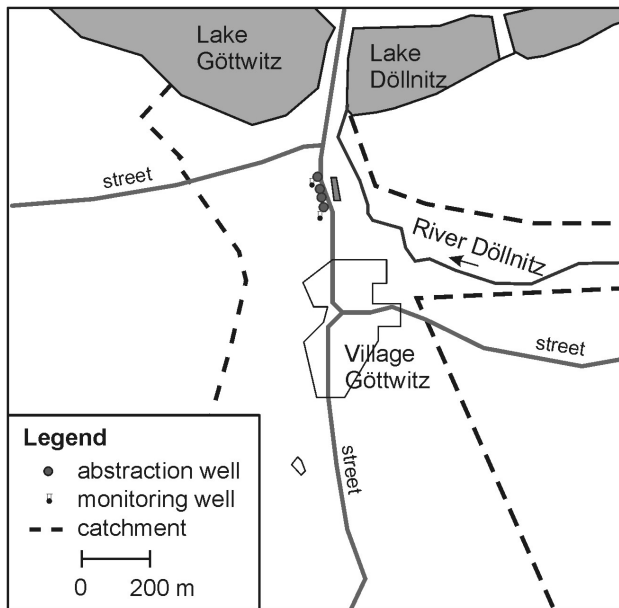 Lake
Göttwitz
Lake
Döllnitz
street
River Döllnitz
street
Village
Göttwitz
street
Legend
abstraction well
monitoring well
catchment
0 200 m